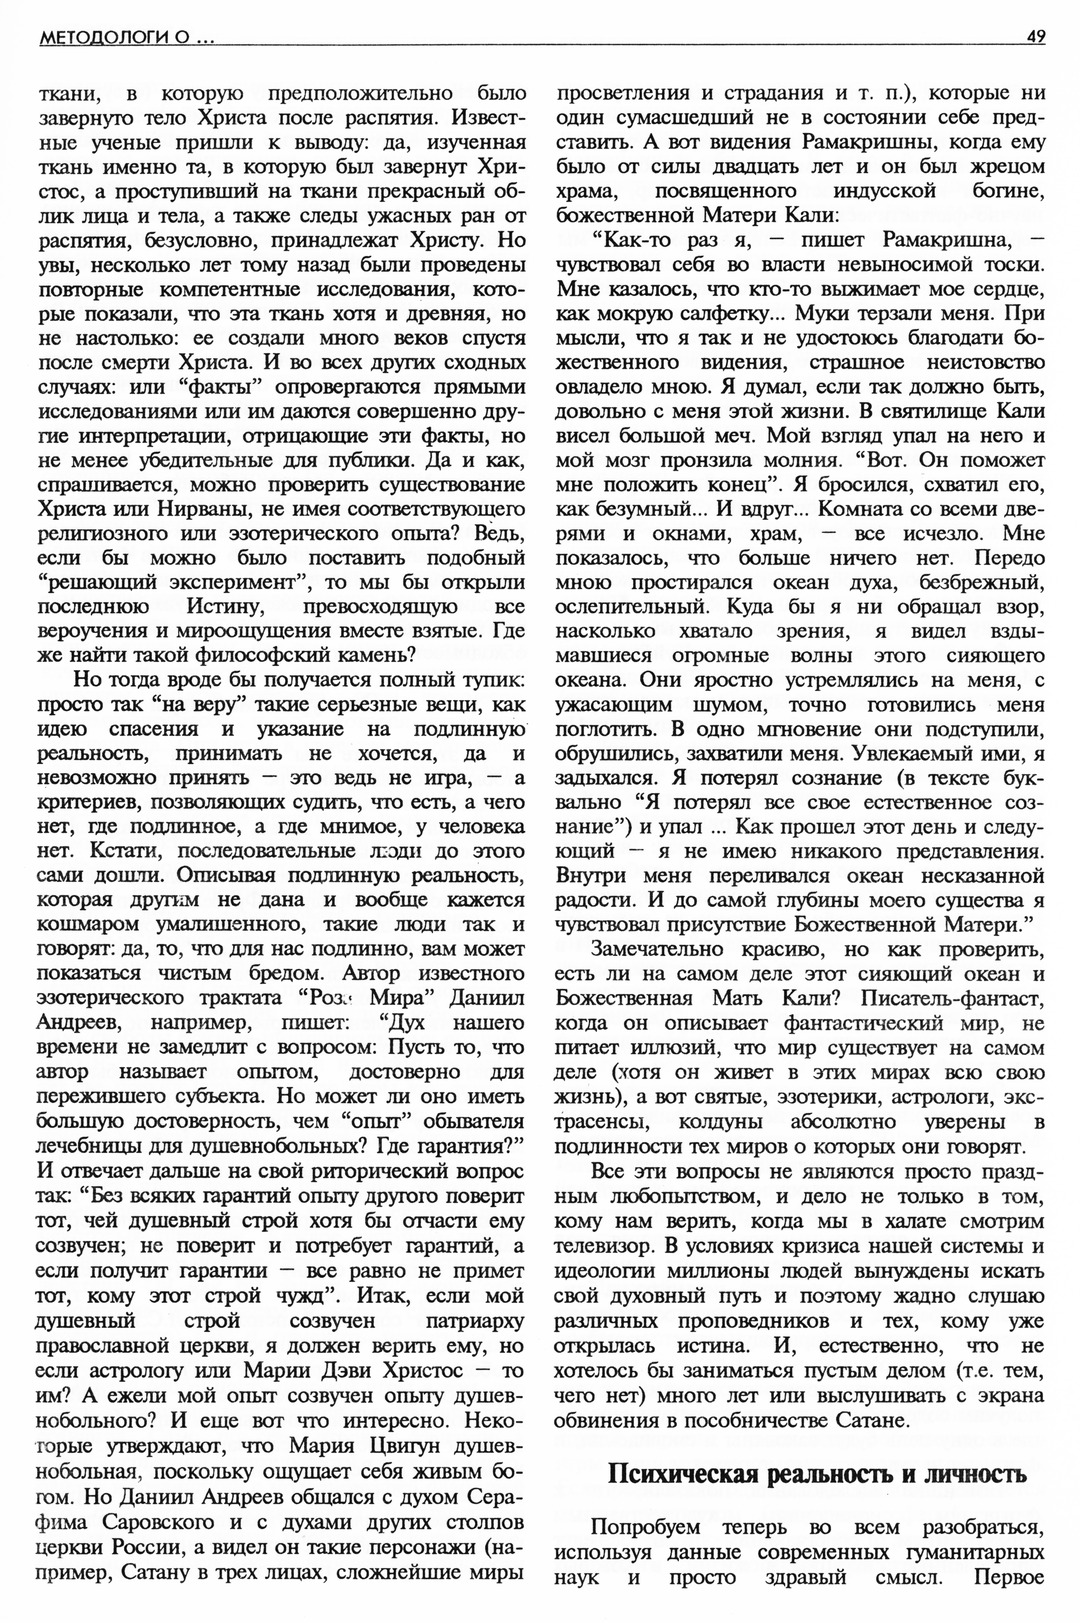 МЕТОДОЛОГИ О ...
49
ткани, в которую предположительно было
завернуто тело Христа после распятия. Извест-
ные ученые пришли к выводу: да, изученная
ткань именно та, в которую был завернут Хри-
стос, а проступивший на ткани прекрасный об-
лик лица и тела, а также следы ужасных ран от
распятия, безусловно, принадлежат Христу. Но
увы, несколько лет тому назад были проведены
повторные компетентные исследования, кото-
рые показали, что эта ткань хотя и древняя, но
не настолько: ее создали много веков спустя
после смерти Христа. И во всех других сходных
случаях: или “факты” опровергаются прямыми
исследованиями или им даются совершенно дру-
гие интерпретации, отрицающие эти факты, но
не менее убедительные для публики. Да и как,
спрашивается, можно проверить существование
Христа или Нирваны, не имея соответствующего
религиозного или эзотерического опыта? Ведь,
если бы можно было поставить подобный
“решающий эксперимент”, то мы бы открыли
последнюю Истину, превосходящую все
вероучения и мироощущения вместе взятые. Где
же найти такой философский камень?
Но тогда вроде бы получается полный тупик:
просто так “на веру” такие серьезные вещи, как
идею спасения и указание на подлинную
реальность, принимать не хочется, да и
невозможно принять — это ведь не игра, — а
критериев, позволяющих судить, что есть, а чего
нет, где подлинное, а где мнимое, у человека
нет. Кстати, последовательные люди до этого
сами дошли. Описывая подлинную реальность,
которая другим не дана и вообще кажется
кошмаром умалишенного, такие люди так и
говорят: да, то, что для нас подлинно, вам может
показаться чистым бредом. Автор известного
эзотерического трактата “Роза Мира” Даниил
Андреев, например, пишет: “Дух нашего
времени не замедлит с вопросом: Пусть то, что
автор называет опытом, достоверно для
пережившего субъекта. Но может ли оно иметь
большую достоверность, чем “опыт” обывателя
лечебницы для душевнобольных? Где гарантия?”
И отвечает дальше на свой риторический вопрос
так: “Без всяких гарантий опыту другого поверит
тот, чей душевный строй хотя бы отчасти ему
созвучен; не поверит и потребует гарантий, а
если получит гарантии — все равно не примет
тот, кому этот строй чужд”. Итак, если мой
душевный строй созвучен патриарху
православной церкви, я должен верить ему, но
если астрологу или Марии Дэви Христос — то
им? А ежели мой опыт созвучен опыту душев-
нобольного? И еще вот что интересно. Неко-
торые утверждают, что Мария Цвигун душев-
нобольная, поскольку ощущает себя живым бо-
гом. Но Даниил Андреев общался с духом Сера-
фима Саровского и с духами других столпов
церкви России, а видел он такие персонажи (на-
пример, Сатану в трех лицах, сложнейшие миры
просветления и страдания и т. п.), которые ни
один сумасшедший не в состоянии себе пред-
ставить. А вот видения Рамакришны, когда ему
было от силы двадцать лет и он был жрецом
храма, посвященного индусской богине,
божественной Матери Кали:
“Как-то раз я, — пишет Рамакришна, —
чувствовал себя во власти невыносимой тоски.
Мне казалось, что кто-то выжимает мое сердце,
как мокрую салфетку... Муки терзали меня. При
мысли, что я так и не удостоюсь благодати бо-
жественного видения, страшное неистовство
овладело мною. Я думал, если так должно быть,
довольно с меня этой жизни. В святилище Кали
висел большой меч. Мой взгляд упал на него и
мой мозг пронзила молния. “Вот. Он поможет
мне положить конец”. Я бросился, схватил его,
как безумный... И вдруг... Комната со всеми две-
рями и окнами, храм, — все исчезло. Мне
показалось, что больше ничего нет. Передо
мною простирался океан духа, безбрежный,
ослепительный. Куда бы я ни обращал взор,
насколько хватало зрения, я видел взды-
мавшиеся огромные волны этого сияющего
океана. Они яростно устремлялись на меня, с
ужасающим шумом, точно готовились меня
поглотить. В одно мгновение они подступили,
обрушились, захватили меня. Увлекаемый ими, я
задыхался. Я потерял сознание (в тексте бук-
вально “Я потерял все свое естественное соз-
нание”) и упал ... Как прошел этот день и следу-
ющий — я не имею никакого представления.
Внутри меня переливался океан несказанной
радости. И до самой глубины моего существа я
чувствовал присутствие Божественной Матери.”
Замечательно красиво, но как проверить,
есть ли на самом деле этот сияющий океан и
Божественная Мать Кали? Писатель-фантаст,
когда он описывает фантастический мир, не
питает иллюзий, что мир существует на самом
деле (хотя он живет в этих мирах всю свою
жизнь), а вот святые, эзотерики, астрологи, экс-
трасенсы, колдуны абсолютно уверены в
подлинности тех миров о которых они говорят.
Все эти вопросы не являются просто празд-
ным любопытством, и дело не только в том,
кому нам верить, когда мы в халате смотрим
телевизор. В условиях кризиса нашей системы и
идеологии миллионы людей вынуждены искать
свой духовный путь и поэтому жадно слушаю
различных проповедников и тех, кому уже
открылась истина. И, естественно, что не
хотелось бы заниматься пустым делом (т.е. тем,
чего нет) много лет или выслушивать с экрана
обвинения в пособничестве Сатане.
Психическая реальность и личность
Попробуем теперь во всем разобраться,
используя данные современных гуманитарных
наук и просто здравый смысл. Первое